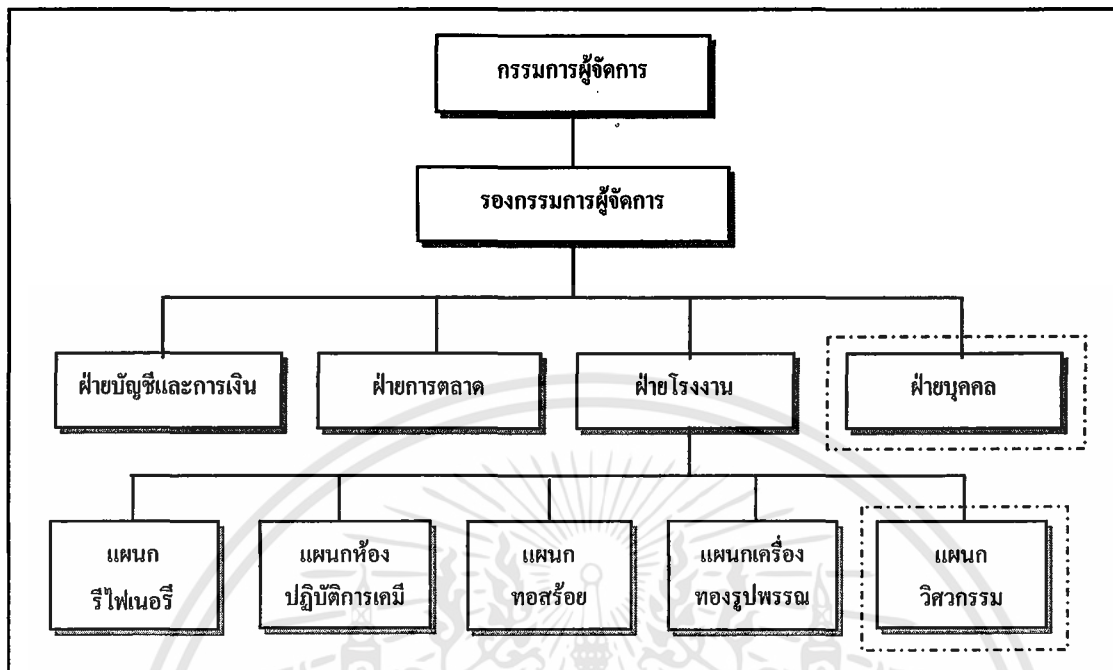 กรรมการผู้จัดการ
รองกรรมการผู้จัดการ
ฝ่ายบัญชีและการเงิน
ฝ่ายการตลาด
ฝ่ายโรงงาน
ฝ่ายบุคคล
แผนก
รีไฟเนอรี่
แผนกห้อง
ปฏิบัติการเคมี
แผนก
ทอสร้อย
แผนกเครื่อง
ทองรูปพรรณ
แผนก
วิศวกรรม